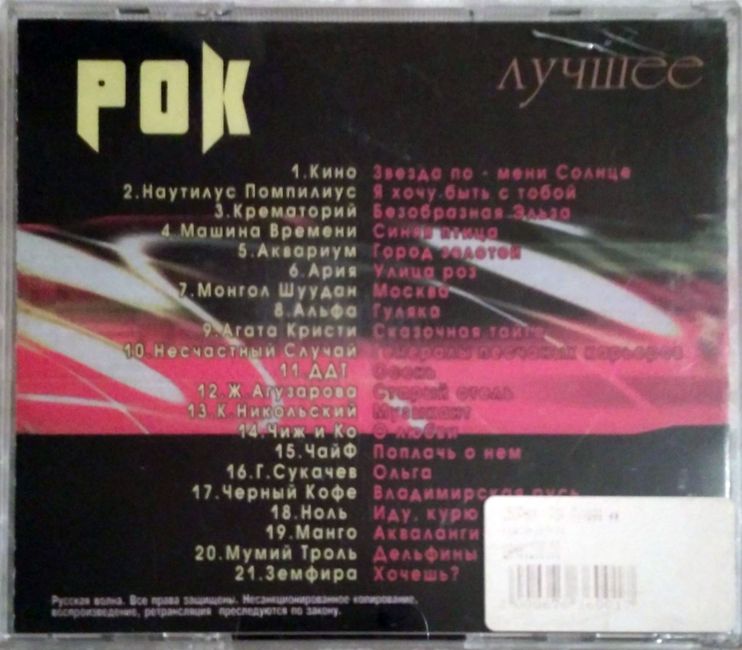 РОК
лучшее
1.Кино Звезда по - мени Солнце
2.Наутилус Помпилиус Я хочу быть с тобой
3.Крематорий Безобразная Эльза
4.Машина Времени Синяя птица
5.Аквариум Город золотой
6.Ария Улица роз
7.Монгол Шуудан Москва
8.Альфа Гуляка
9.Агата Кристи Сказочная тайга
10.Несчастный Случай Генералы песчаных карьеров
11.ДДТ Осень
12.Ж.Агузарова Старый отель
13.К.Никольский Музыкант
14.Чиж и Ко О любви
15.ЧайФ Поплачь о нем
16.Г.Сукачев Ольга
17.Черный Кофе Владимирская русь
18.Ноль Иду, курю
19.Манго
20.Мумий Троль Дельфины
21.Земфира Хочешь?
Русская волна. Все права защищены. Несанкционированное копирование,
воспроизведение, ретрансляция преследуются по закону.